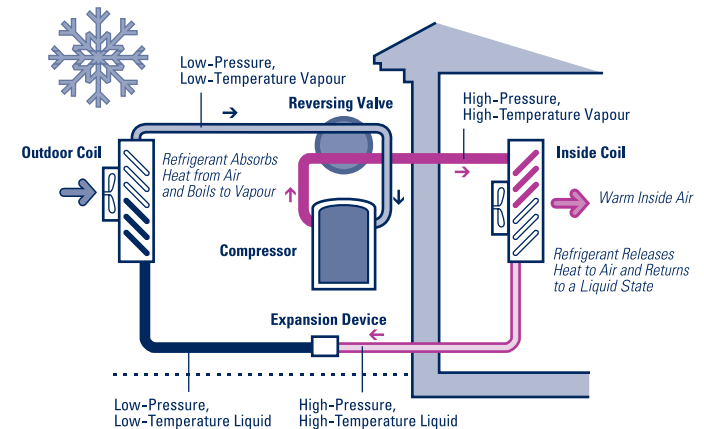 Low-Pressure,
Low-Temperature Vapour
Reversing Valve
High-Pressure,
High-Temperature Vapour
Outdoor Coil
Refrigerant Absorbs
Heat from Air
and Boils to Vapour
Inside Coil
Warm Inside Air
Compressor
Refrigerant Releases
Heat to Air and Returns
to a Liquid State
Expansion Device
Low-Pressure,
Low-Temperature Liquid
High-Pressure,
High-Temperature Liquid